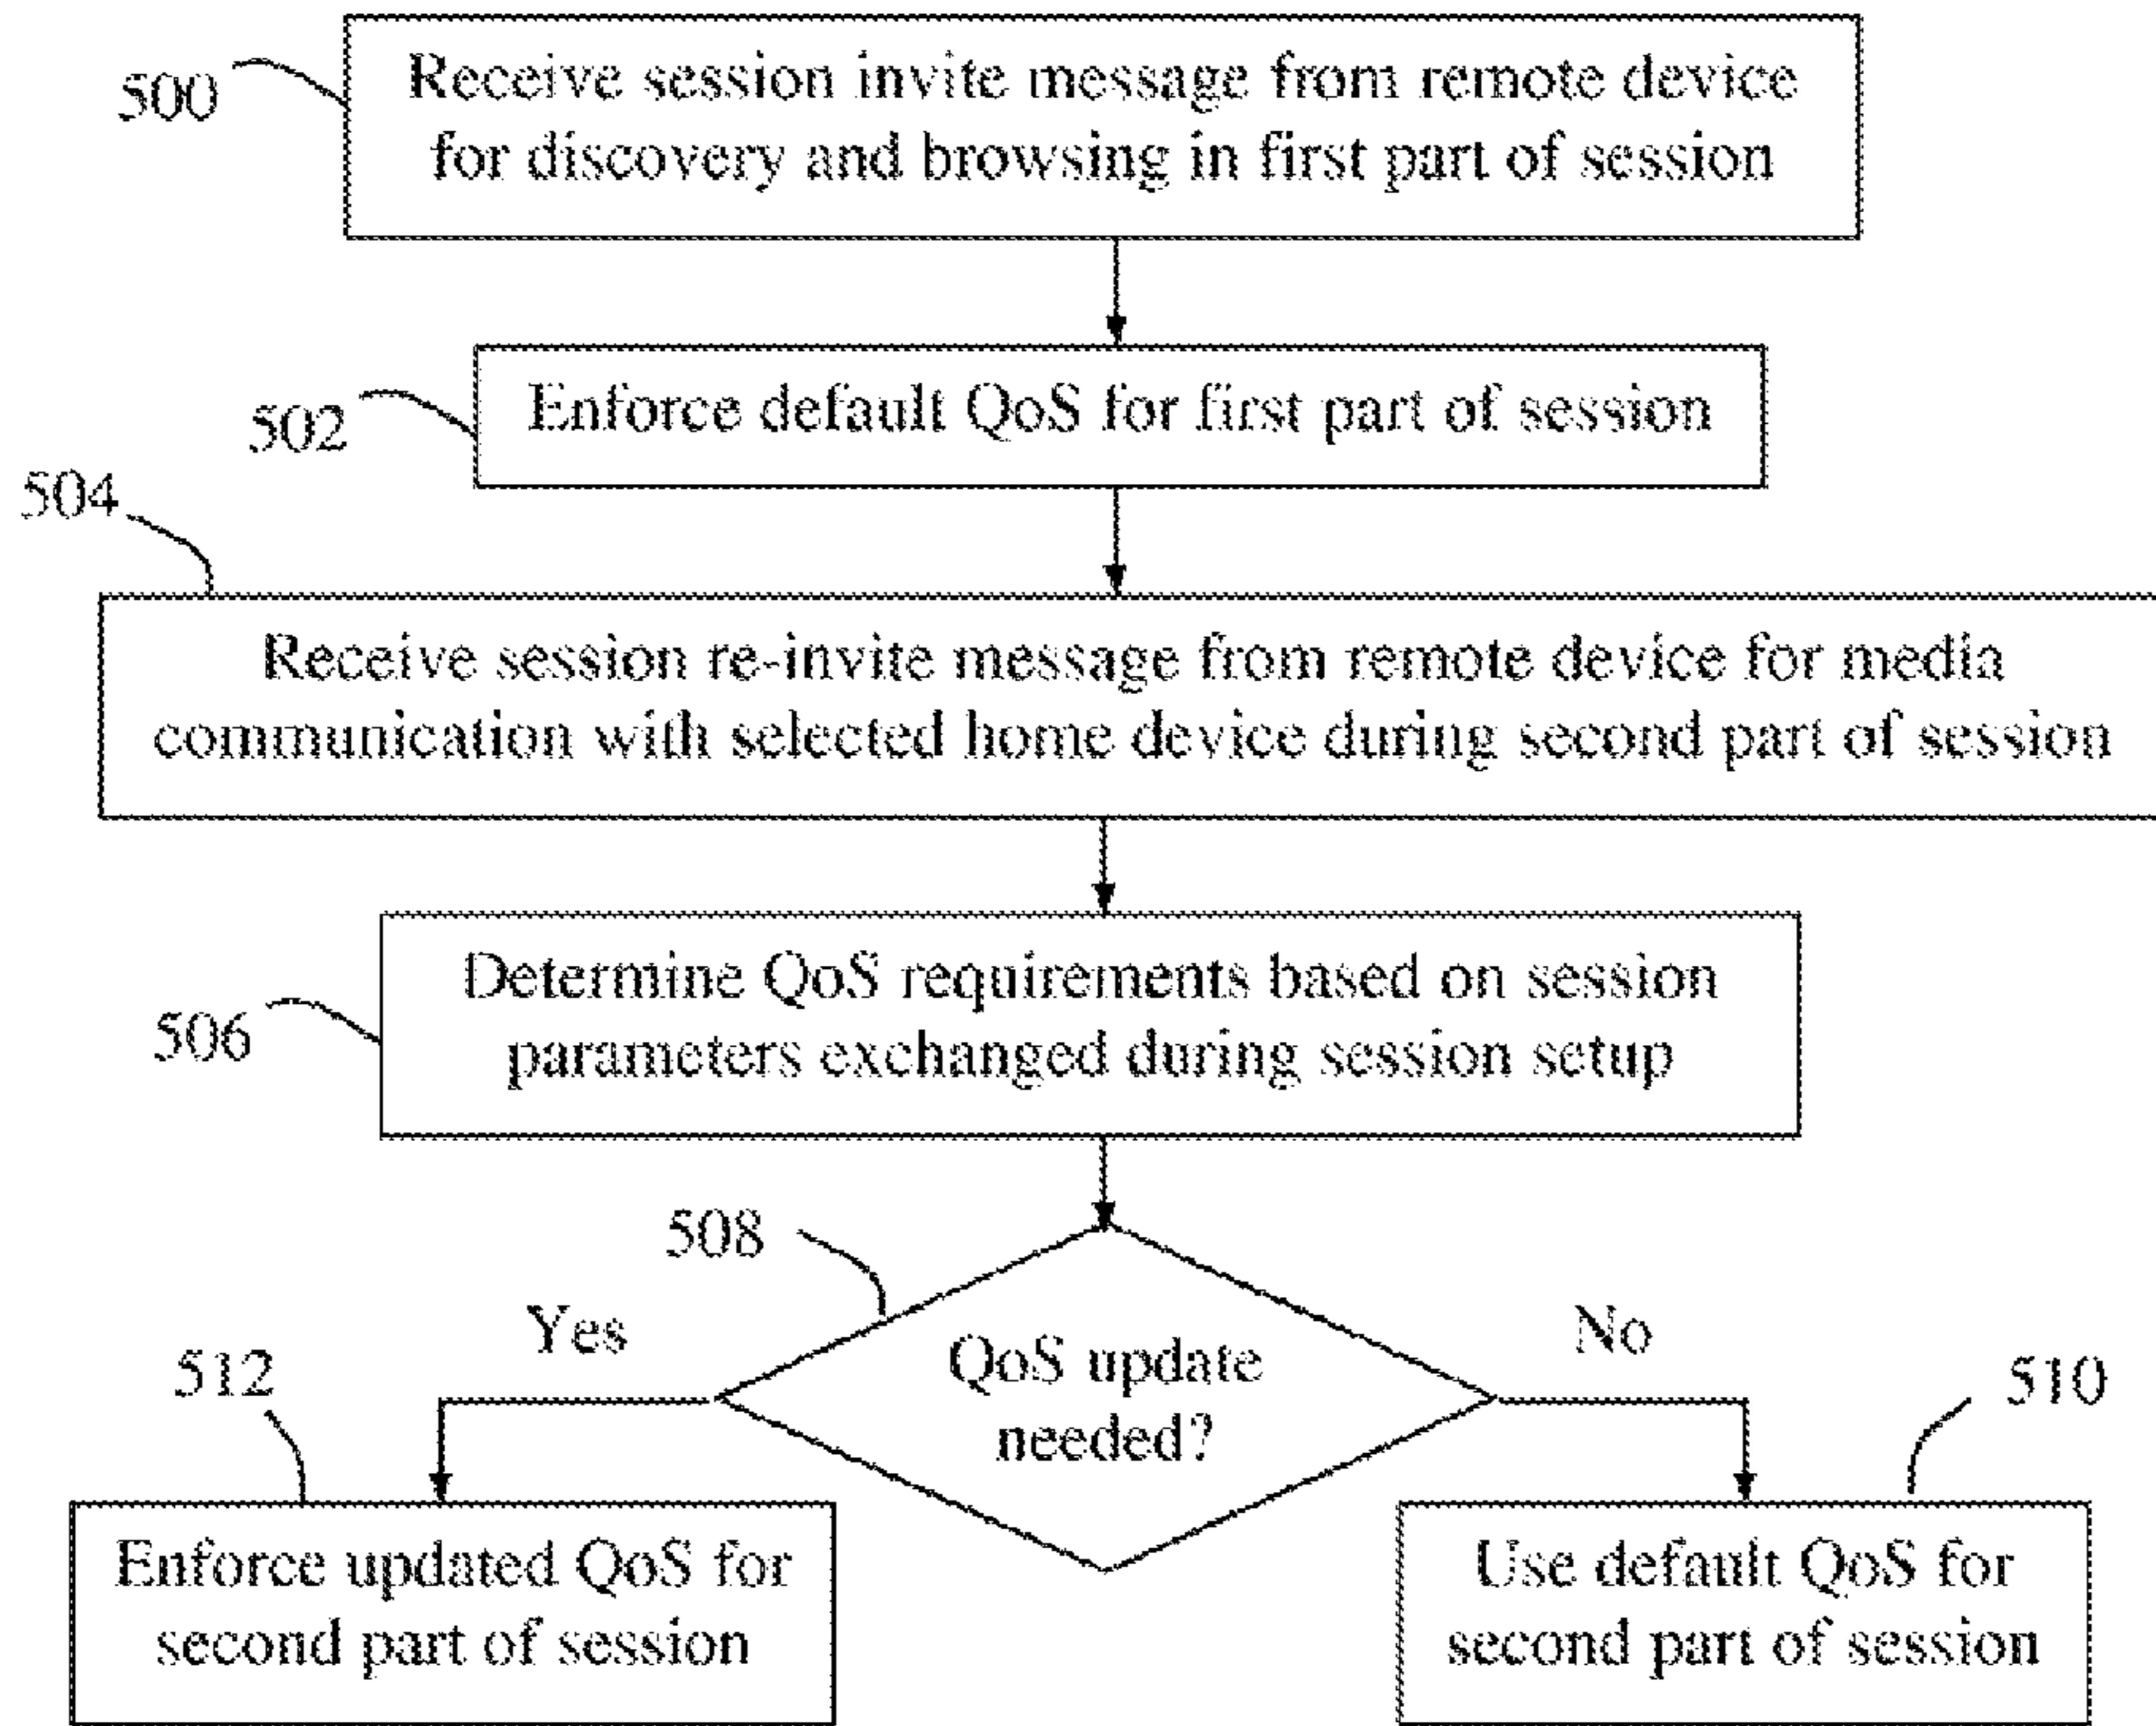 500
Receive session invite message from remote device
for discovery and browsing in first part of session
502
Enforce default QoS for first part of session
504
Receive session re-invite message from remote device for media
communication with selected home device during second part of session
506
Determine QoS requirements based on session
parameters exchanged during session setup
508
Yes
No
QoS update
needed?
512
510
Enforce updated QoS for
second part of session
Use default QoS for
second part of session